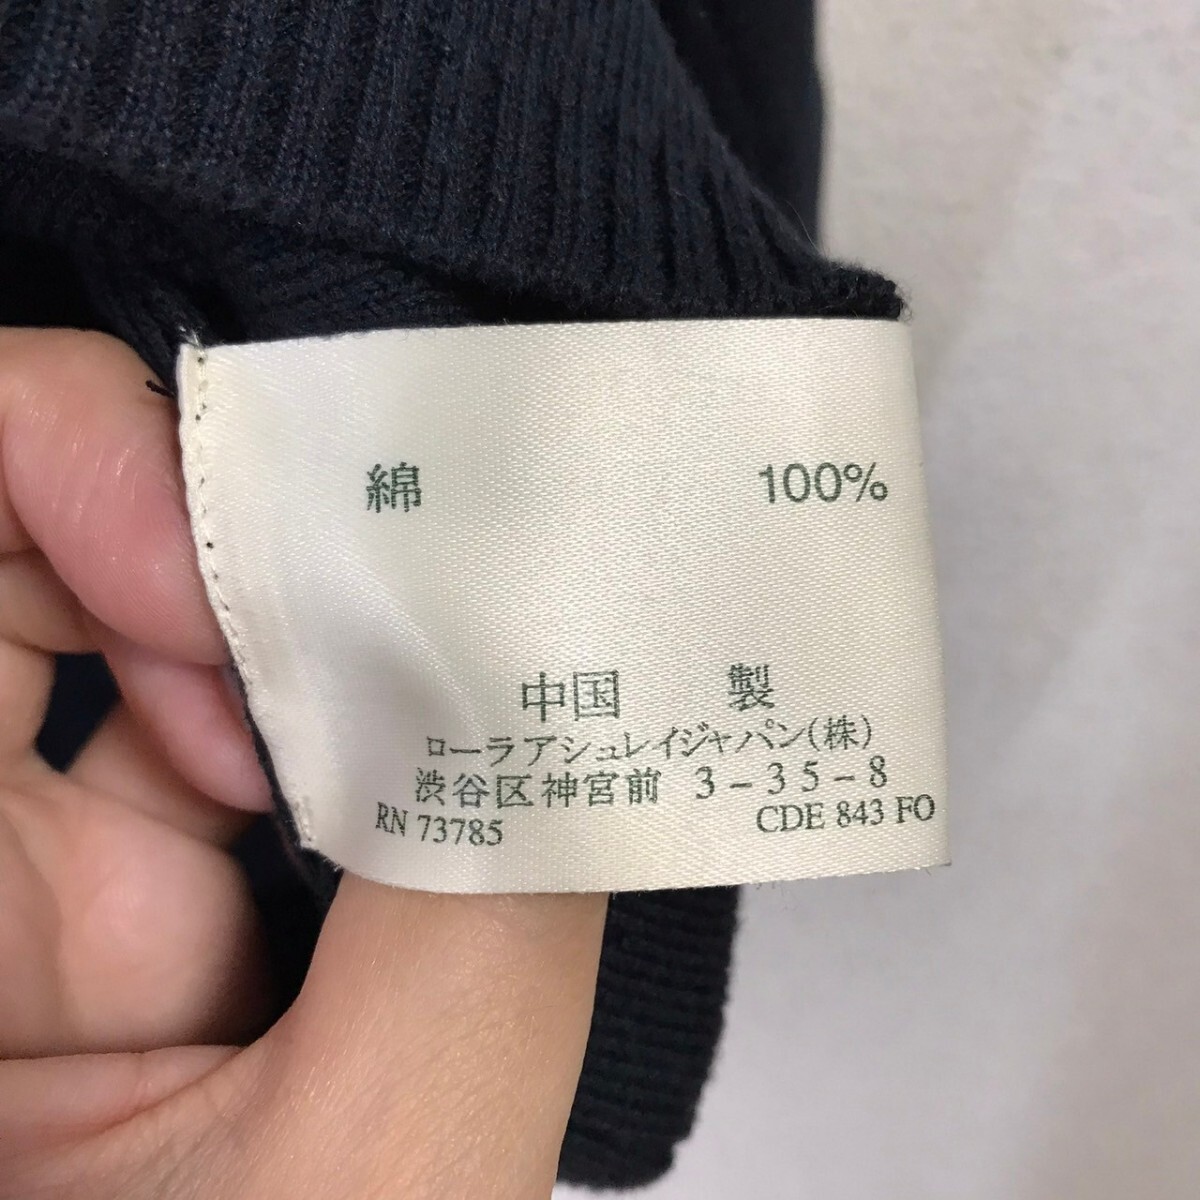 綿 100%
中国 製
ローラアシュレイジャパン(株)
渋谷区神宮前 3-35-8
RN 73785 CDE 843 FO